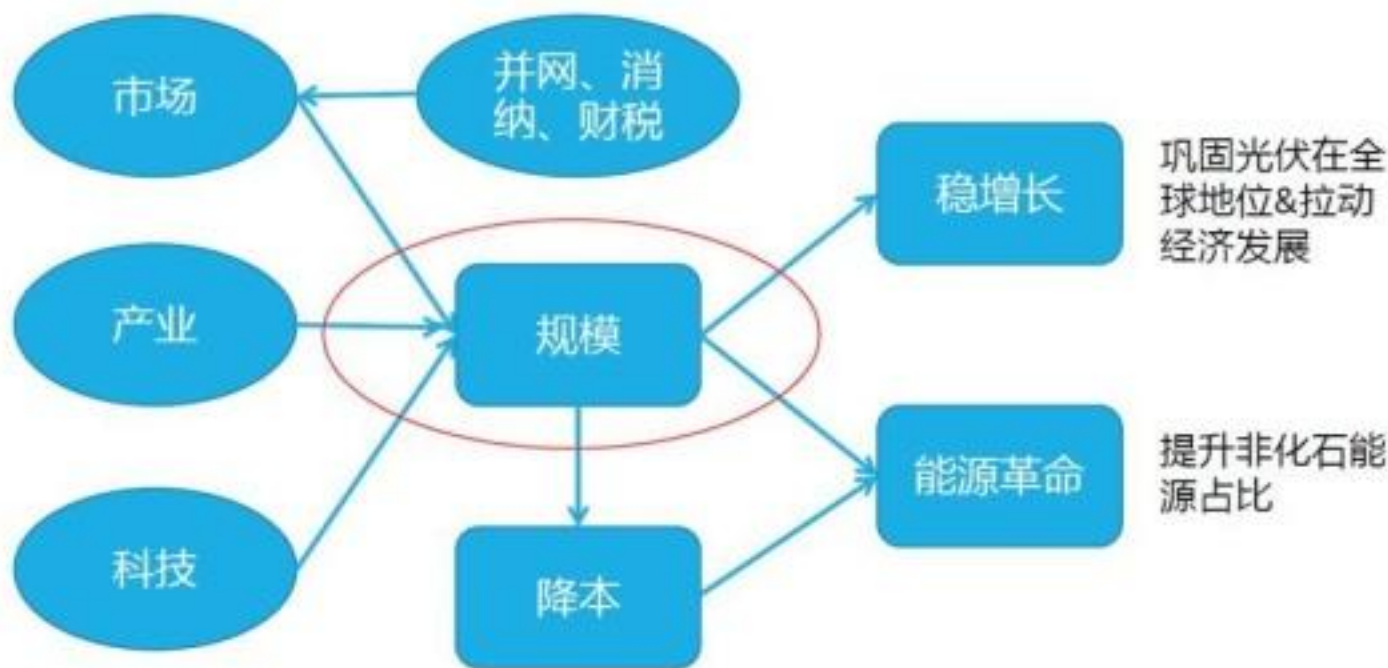 市场
并网、消
纳、财税
稳增长
巩固光伏在全
球地位&拉动
经济发展
产业
规模
能源革命
提升非化石能
源占比
科技
降本